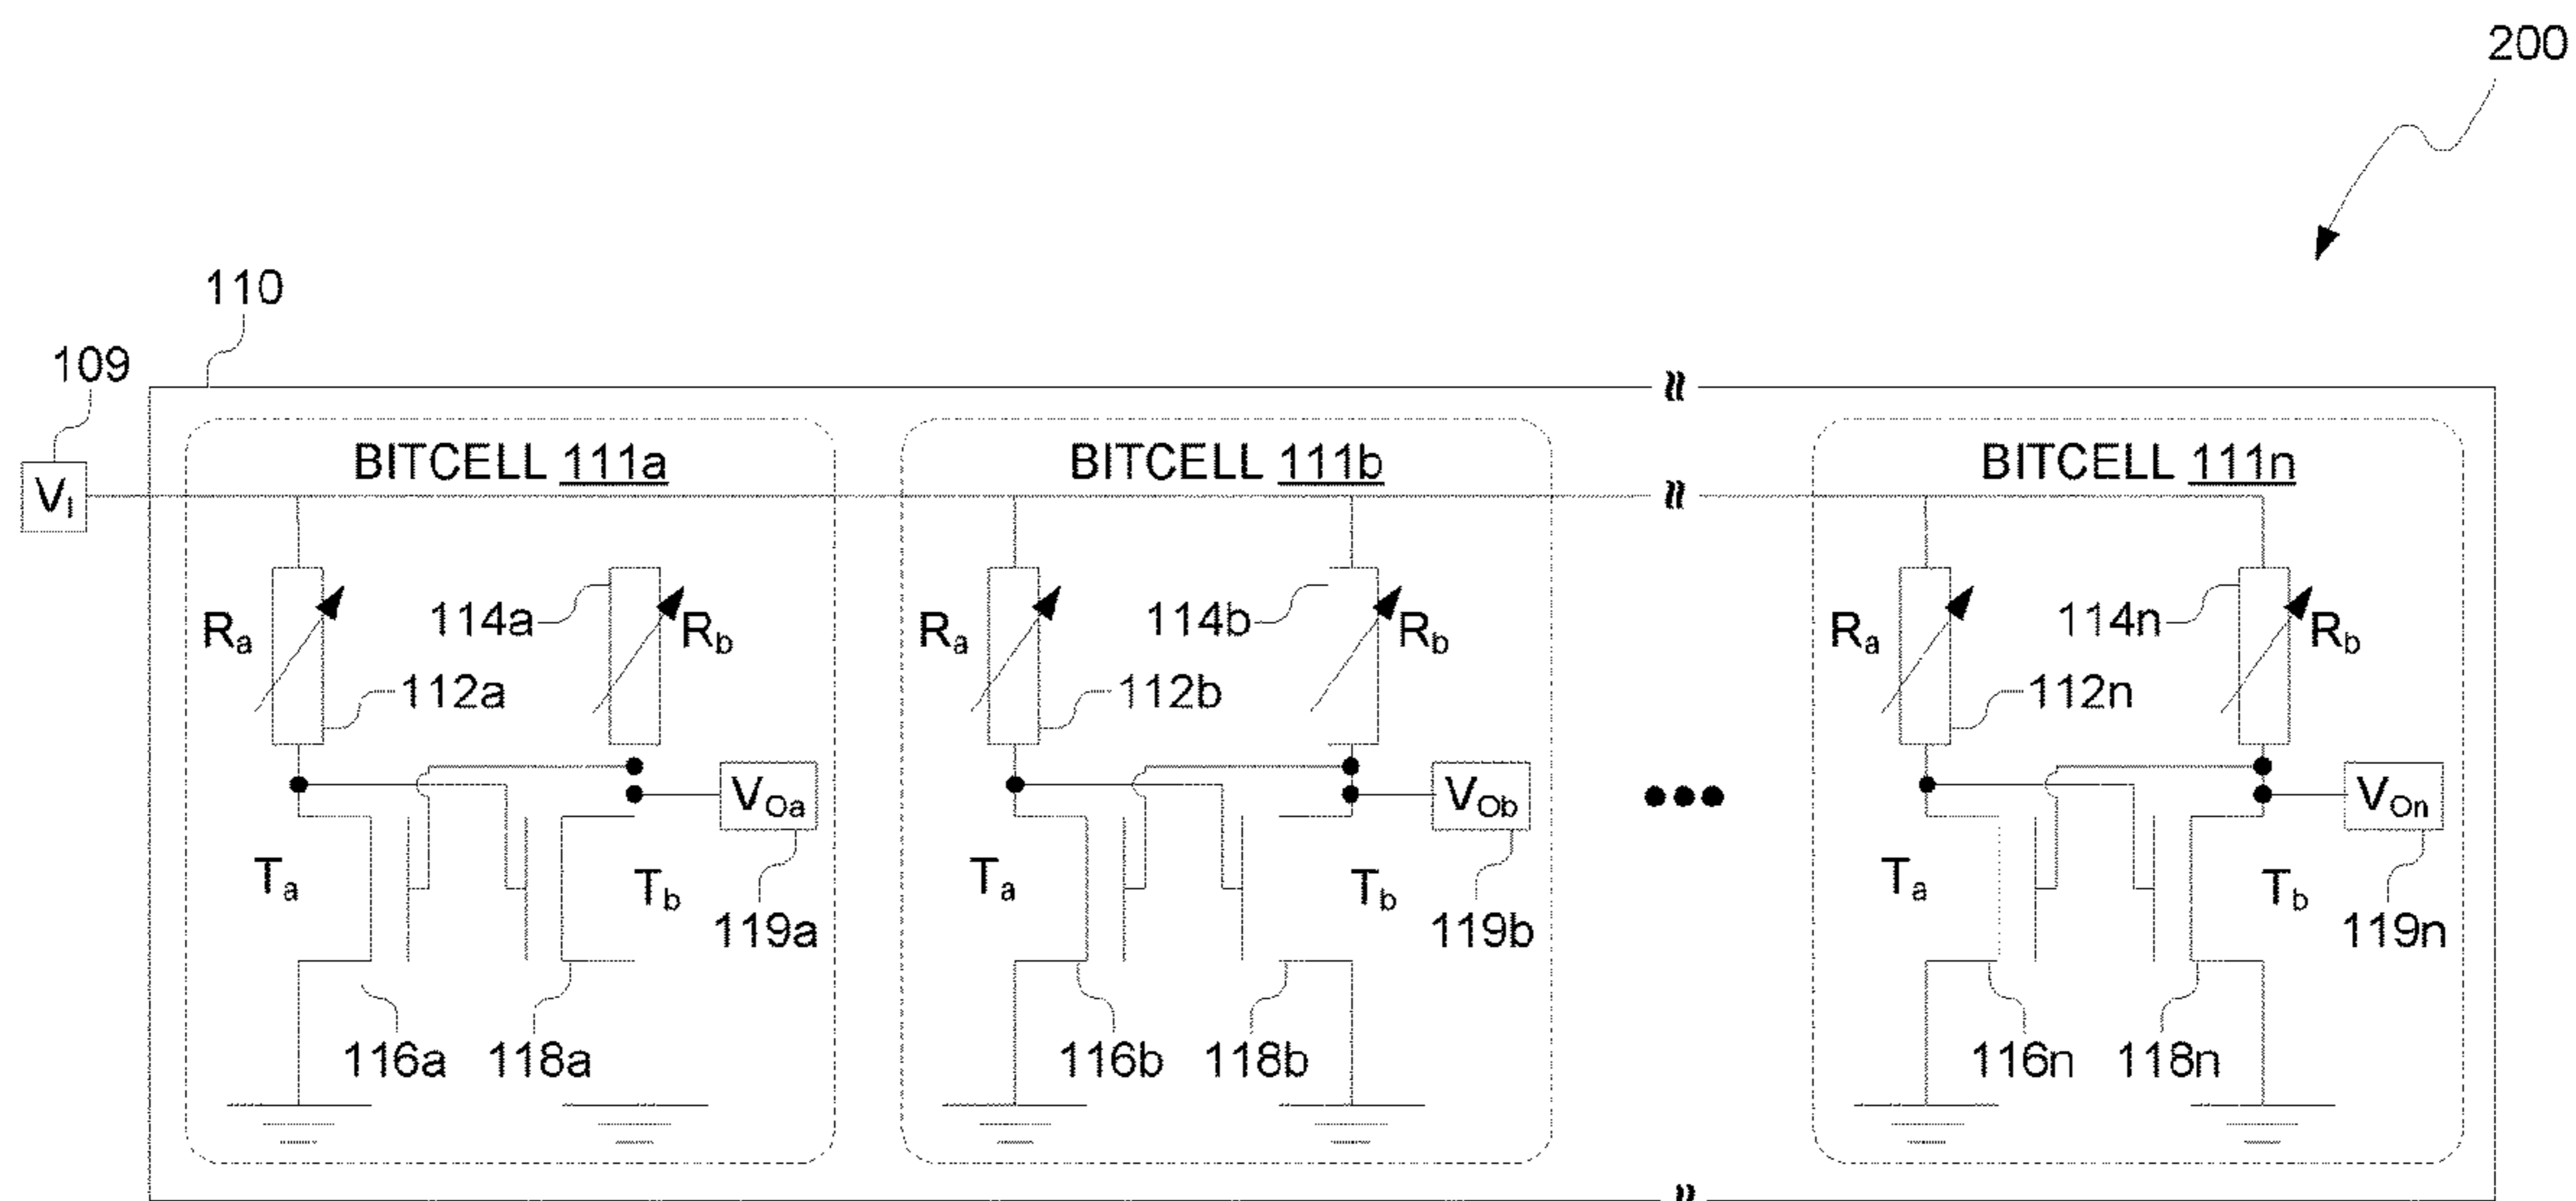 200
110
109
BITCELL 111a
BITCELL 111b
BITCELL 111n
VI
Ra
114a
Rb
Ra
114b
Rb
Ra
114n
Rb
112a
112b
112n
VOa
VOb
VOn
Ta
Tb
Ta
Tb
Ta
Tb
119a
119b
119n
116a
118a
116b
118b
116n
118n